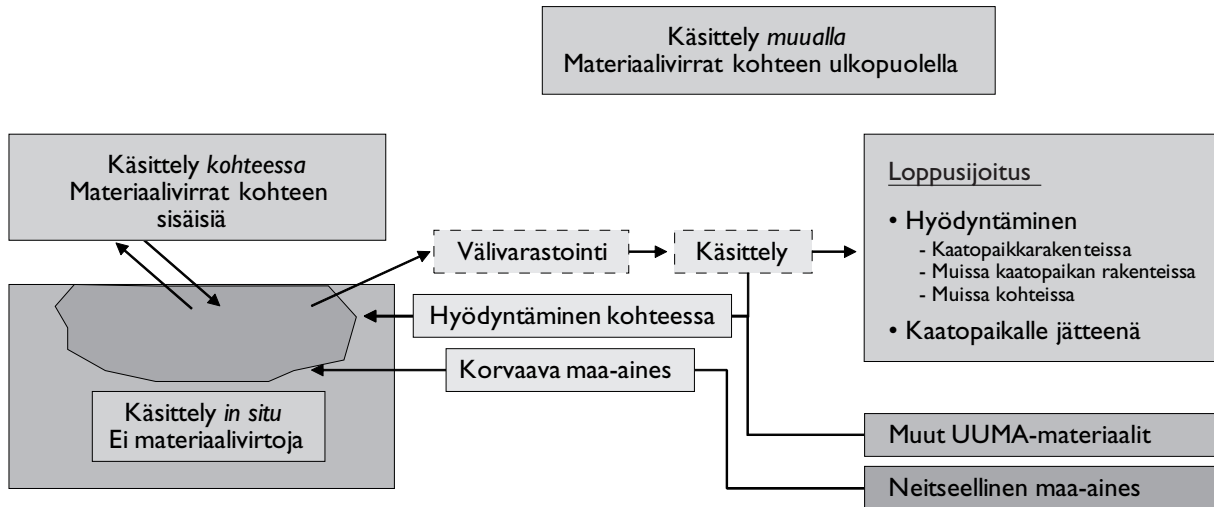 Käsittely muualla
Materiaalivirrat kohteen ulkopuolella
Käsittely kohteessa
Materiaalivirrat kohteen
sisäisiä
Loppusijoitus
• Hyödyntäminen
- Kaatopaikkarakenteissa
- Muissa kaatopaikan rakenteissa
- Muissa kohteissa
• Kaatopaikalle jätteenä
Välivarastointi
Käsittely
Hyödyntäminen kohteessa
Korvaava maa-aines
Käsittely in situ
Ei materiaalivirtoja
Muut UUMA-materiaalit
Neitseellinen maa-aines